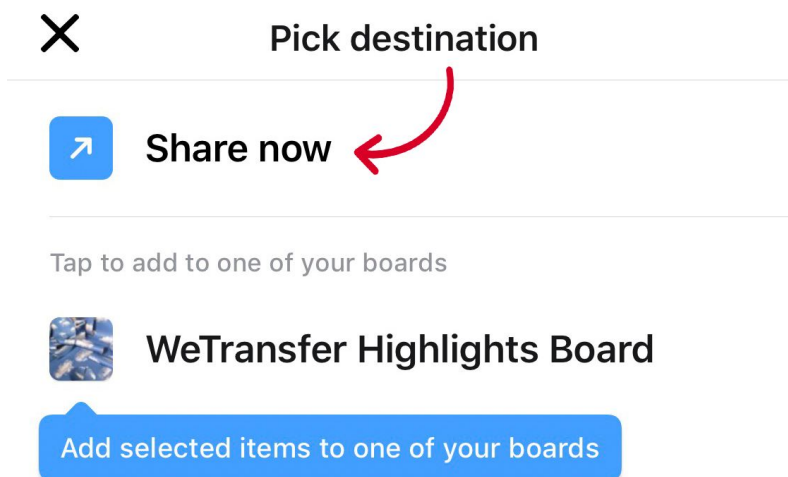 Pick destination
Share now
Tap to add to one of your boards
WeTransfer Highlights Board
Add selected items to one of your boards